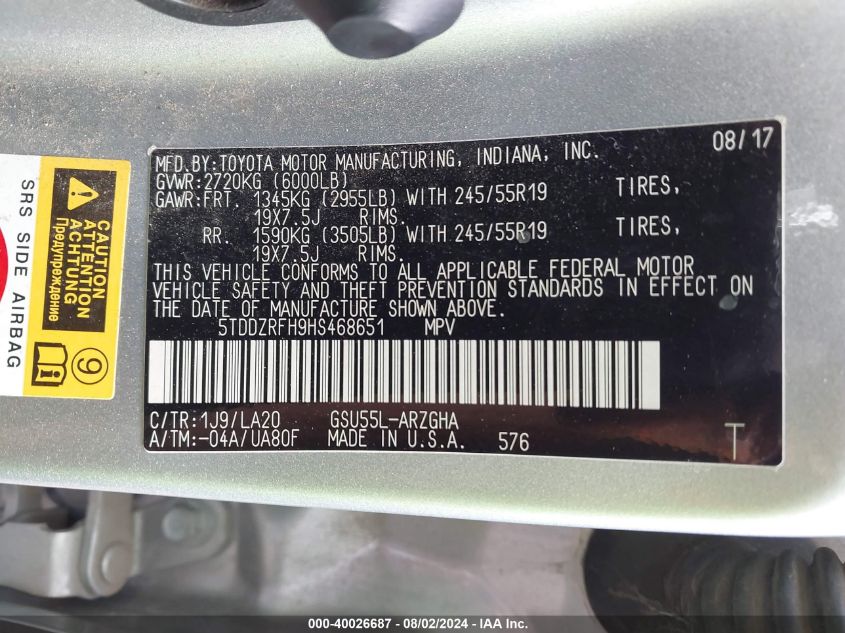 SRS SIDE AIRBAG
CAUTION
ATTENTION
ACHTUNG
Предупреждение
9
08/17
MFD.BY:TOYOTA MOTOR MANUFACTURING, INDIANA, INC.
GVWR:2720KG (6000LB)
GAWR:FRT. 1345KG (2955LB) WITH 245/55R19 TIRES,
19X7.5J RIMS.
RR. 1590KG (3505LB) WITH 245/55R19 TIRES,
19X7.5J RIMS.
THIS VEHICLE CONFORMS TO ALL APPLICABLE FEDERAL MOTOR
VEHICLE SAFETY AND THEFT PREVENTION STANDARDS IN EFFECT ON
THE DATE OF MANUFACTURE SHOWN ABOVE.
5TDDZRFH9HS468651 MPV
C/TR:1J9/LA20 GSU55L-ARZGHA
A/TM:-04A/UA80F MADE IN U.S.A. 576
T
000-40026687 - 08/02/2024 - IAA Inc.